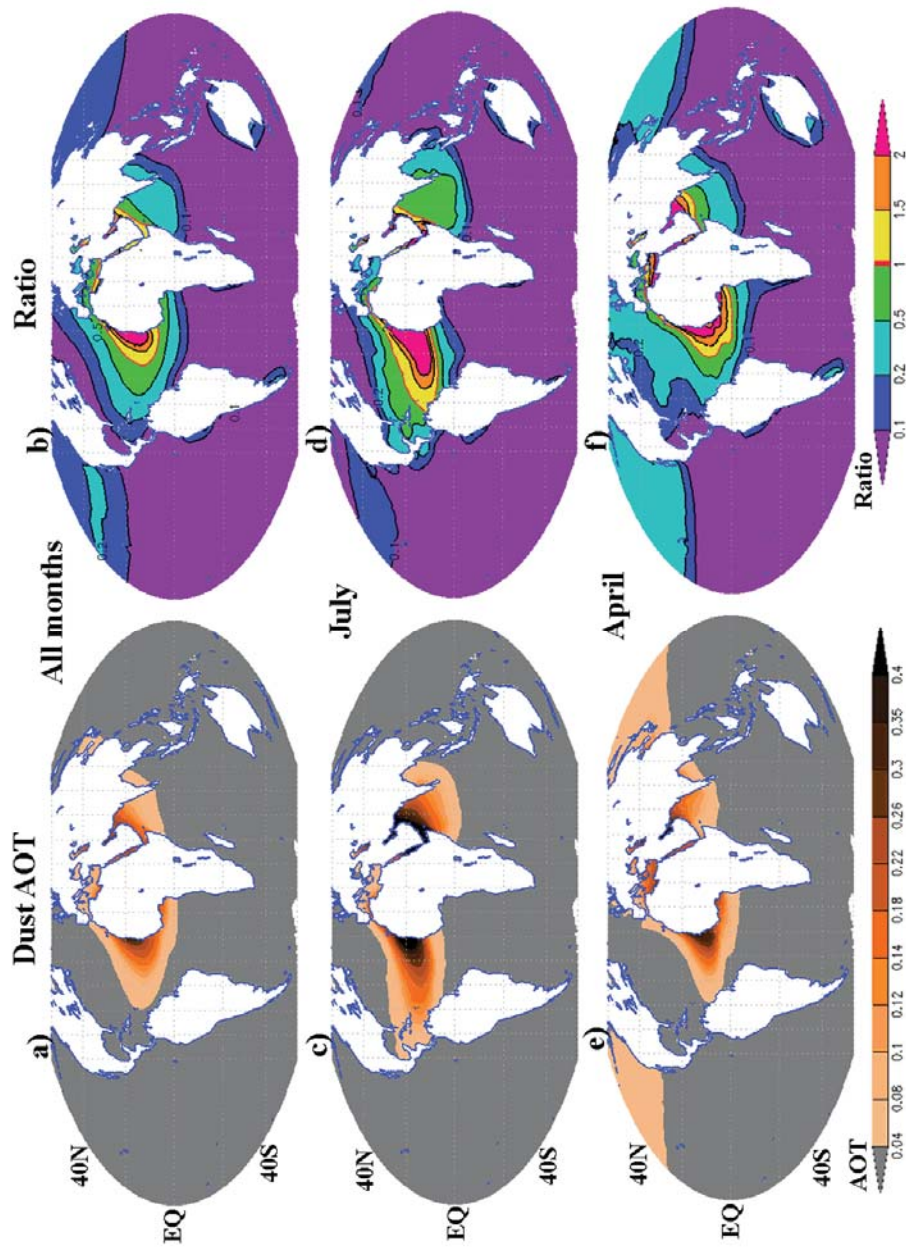 Dust AOT
Ratio
a)
b)
All months
40N
EQ
40S
c)
d)
July
40N
EQ
e)
f)
April
40N
EQ
40S
AOT
0.04 0.08 0.1 0.12 0.14 0.18 0.22 0.26 0.3 0.35 0.4
Ratio
0.1 0.2 0.5 1 1.5 2